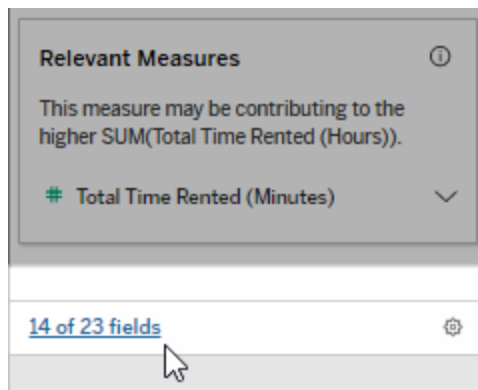 Relevant Measures
This measure may be contributing to the
higher SUM(Total Time Rented (Hours)).
Total Time Rented (Minutes)
14 of 23 fields